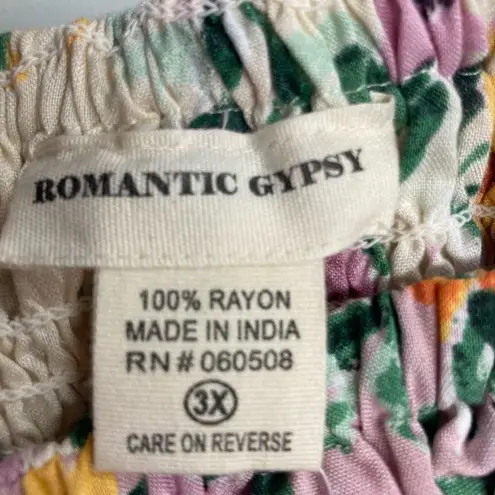 ROMANTIC GYPSY
100% RAYON
MADE IN INDIA
RN # 060508
3X
CARE ON REVERSE